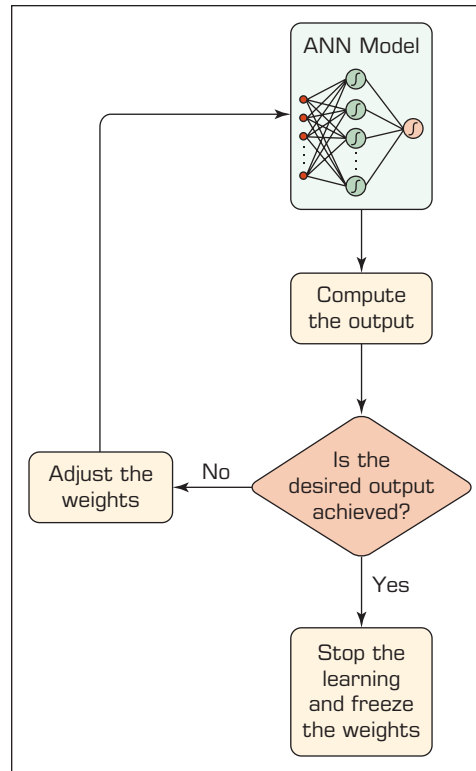 ANN Model
∫
∫
∫
∫
∫
Compute
the output
Is the
desired output
achieved?
No
Adjust the
weights
Yes
Stop the
learning
and freeze
the weights